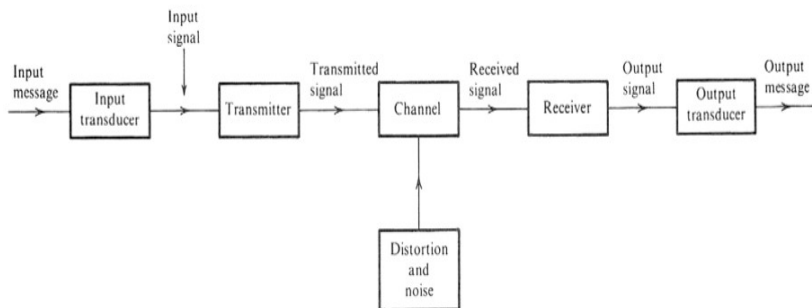 Input
signal
Input
message
Input
transducer
Transmitter
Transmitted
signal
Channel
Received
signal
Receiver
Output
signal
Output
transducer
Output
message
Distortion
and
noise